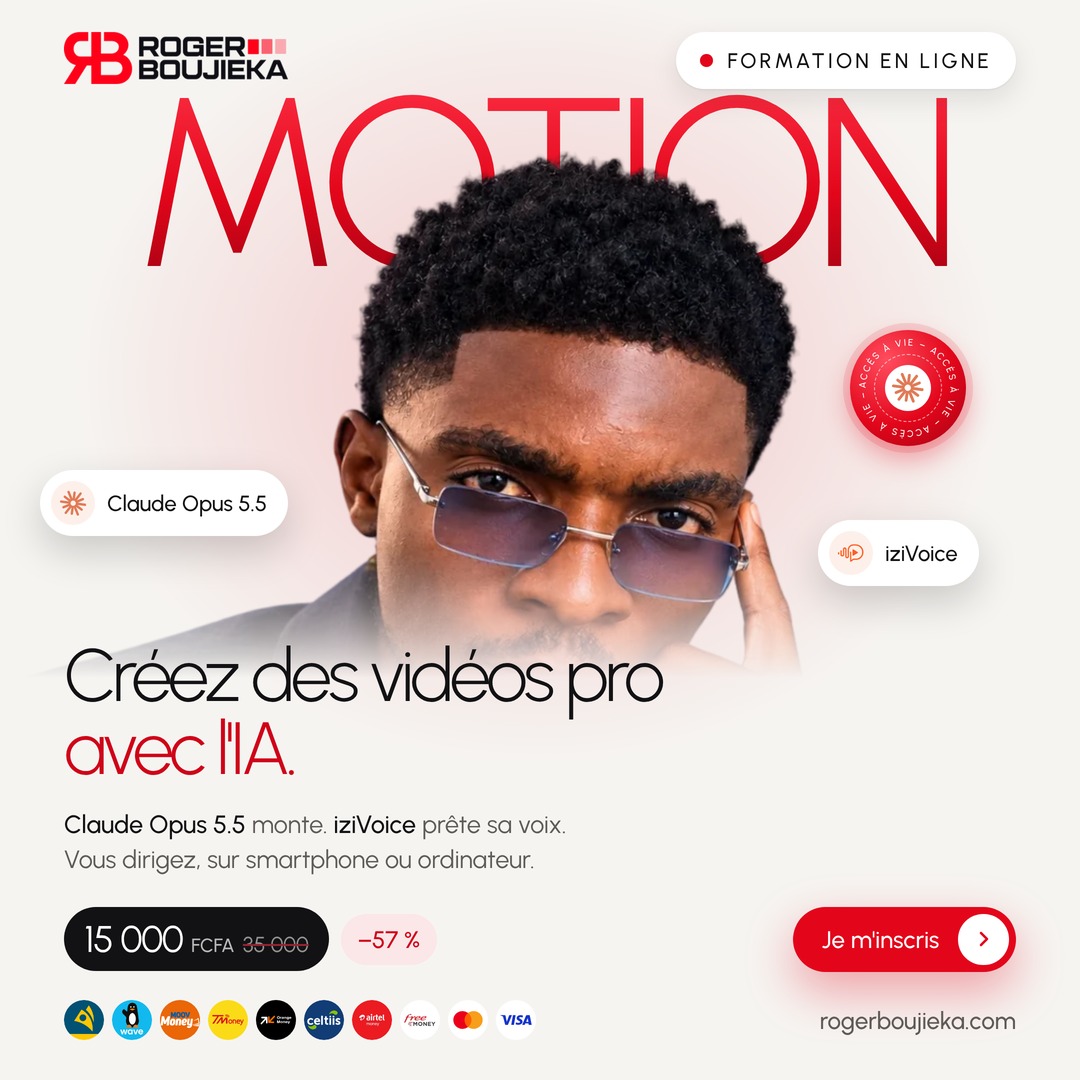 RB ROGER
BOUJIEKA
FORMATION EN LIGNE
MOTION
ACCÈS À VIE – ACCÈS À VIE – ACCÈS À VIE –
Claude Opus 5.5
iziVoice
Créez des vidéos pro
avec l'IA.
Claude Opus 5.5 monte. iziVoice prête sa voix.
Vous dirigez, sur smartphone ou ordinateur.
15 000 FCFA 35 000
–57 %
Je m'inscris
wave
MOOV Money
TMoney
Orange Money
celtiis
airtel money
free MONEY
VISA
rogerboujieka.com